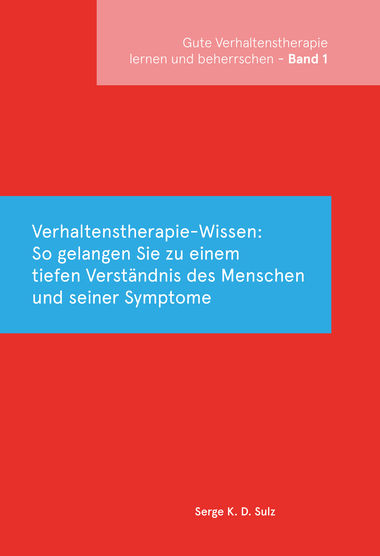 Gute Verhaltenstherapie
lernen und beherrschen - Band 1
Verhaltenstherapie-Wissen:
So gelangen Sie zu einem
tiefen Verständnis des Menschen
und seiner Symptome
Serge K. D. Sulz